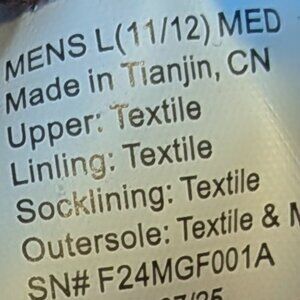 MENS L(11/12) MED
Made in Tianjin, CN
Upper: Textile
Linling: Textile
Socklining: Textile
Outersole: Textile & M
SN# F24MGF001A